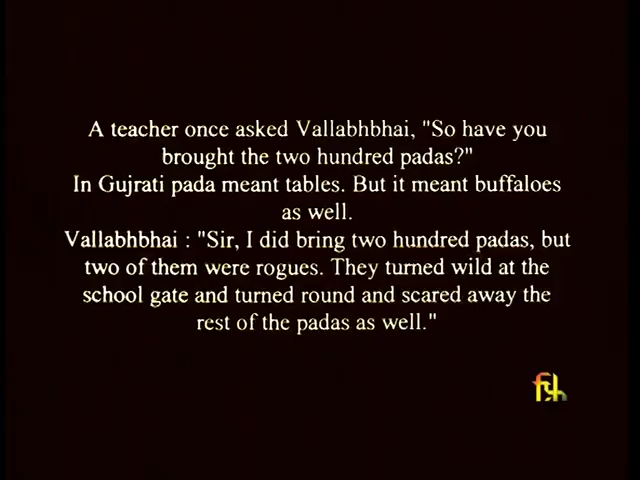 A teacher once asked Vallabhbhai, "So have you
brought the two hundred padas?"
In Gujrati pada meant tables. But it meant buffaloes
as well.
Vallabhbhai : "Sir, I did bring two hundred padas, but
two of them were rogues. They turned wild at the
school gate and turned round and scared away the
rest of the padas as well."